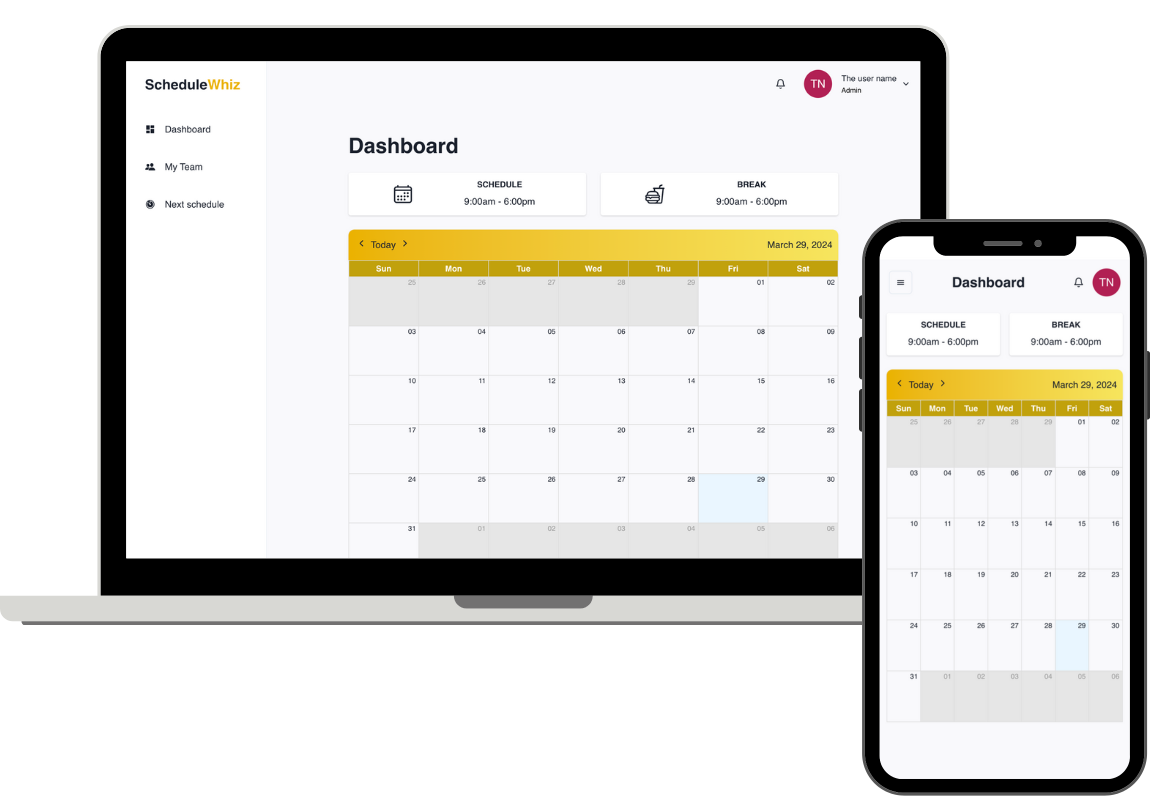 ScheduleWhiz
TN
The user name
Admin
Dashboard
My Team
Next schedule
Dashboard
SCHEDULE
9:00am - 6:00pm
BREAK
9:00am - 6:00pm
Today
March 29, 2024
Sun Mon Tue Wed Thu Fri Sat
25 26 27 28 29 01 02
03 04 05 06 07 08 09
10 11 12 13 14 15 16
17 18 19 20 21 22 23
24 25 26 27 28 29 30
31 01 02 03 04 05 06
Dashboard
TN
SCHEDULE
9:00am - 6:00pm
BREAK
9:00am - 6:00pm
Today
March 29, 2024
Sun Mon Tue Wed Thu Fri Sat
25 26 27 28 29 01 02
03 04 05 06 07 08 09
10 11 12 13 14 15 16
17 18 19 20 21 22 23
24 25 26 27 28 29 30
31 01 02 03 04 05 06